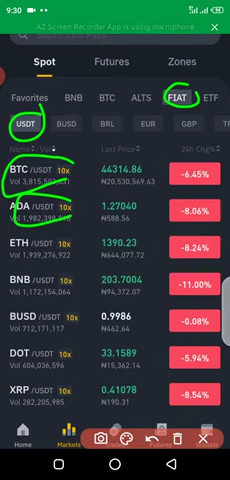 9:30
AZ Screen Recorder App is using microphone
Search Coin Pairs
Spot Futures Zones
Favorites BNB BTC ALTS FIAT ETF
USDT BUSD BRL EUR GBP
Name / Vol Last Price 24h Chg%
BTC /USDT 10x 44314.86 -6.45%
Vol ₦20,530,569.63
ADA /USDT 10x 1.27040 -8.06%
Vol ₦588.56
ETH /USDT 10x 1390.23 -8.24%
Vol 1,939,276,922 ₦644,077.72
BNB /USDT 10x 203.7004 -11.00%
Vol 1,172,154,064 ₦94,372.07
BUSD /USDT 0.9986 -0.08%
Vol 712,171,117 ₦462.64
DOT /USDT 10x 33.1589 -5.94%
Vol 604,036,596 ₦15,362.14
XRP /USDT 10x 0.41078 -8.54%
Vol 282,205,985 ₦190.31
Home Markets